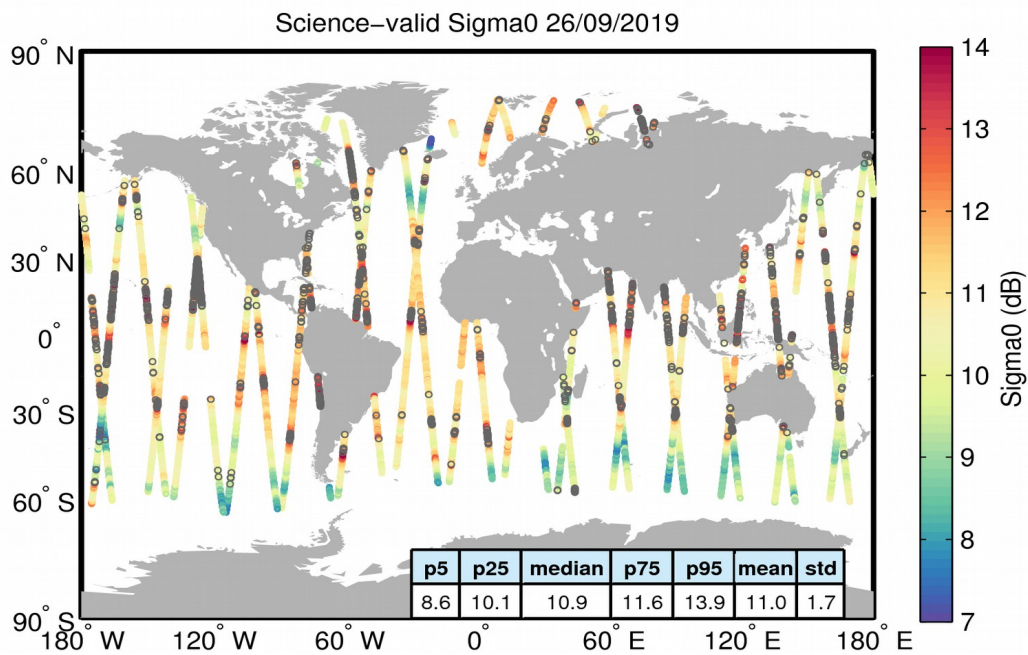 Science−valid Sigma0 26/09/2019
90° N
60° N
30° N
0°
30° S
60° S
90° S
180° W
120° W
60° W
0°
60° E
120° E
180° E
14
13
12
11
10
9
8
7
Sigma0 (dB)
p5 p25 median p75 p95 mean std
8.6 10.1 10.9 11.6 13.9 11.0 1.7